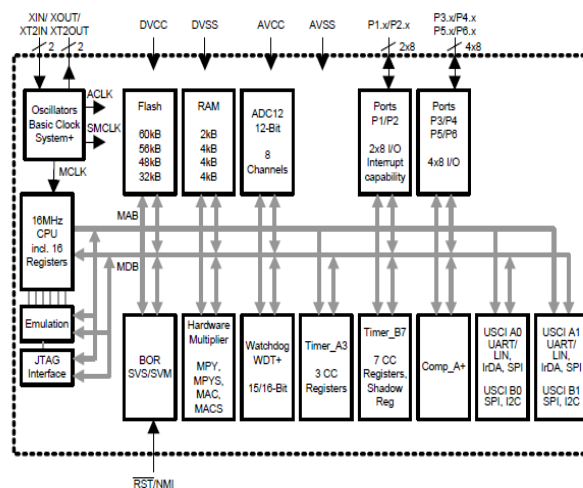 XIN/ XOUT/
XT2IN XT2OUT
2
2
DVCC
DVSS
AVCC
AVSS
P1.x/P2.x
2x8
P3.x/P4.x
P5.x/P6.x
4x8
Oscillators
Basic Clock
System+
ACLK
SMCLK
MCLK
Flash
60kB
56kB
48kB
32kB
RAM
2kB
4kB
4kB
4kB
ADC12
12-Bit
8
Channels
Ports
P1/P2
2x8 I/O
Interrupt
capability
Ports
P3/P4
P5/P6
4x8 I/O
16MHz
CPU
incl. 16
Registers
MAB
MDB
Emulation
JTAG
Interface
BOR
SVS/SVM
Hardware
Multiplier
MPY,
MPYS,
MAC,
MACS
Watchdog
WDT+
15/16-Bit
Timer_A3
3 CC
Registers
Timer_B7
7 CC
Registers,
Shadow
Reg
Comp_A+
USCI A0
UART/
LIN,
IrDA, SPI
USCI B0
SPI, I2C
USCI A1
UART/
LIN,
IrDA, SPI
USCI B1
SPI, I2C
RST/NMI